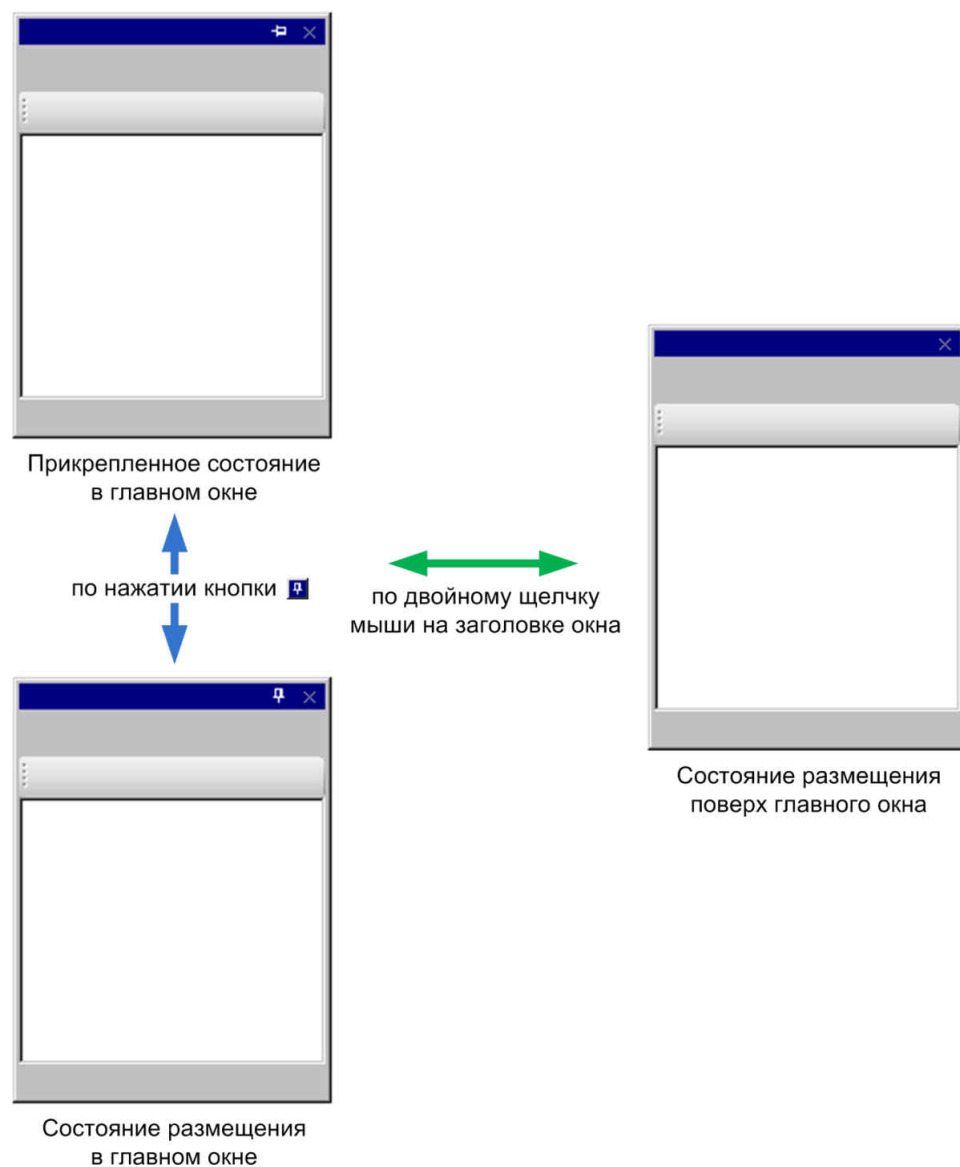 Прикрепленное состояние
в главном окне
по нажатии кнопки
по двойному щелчку
мыши на заголовке окна
Состояние размещения
поверх главного окна
Состояние размещения
в главном окне